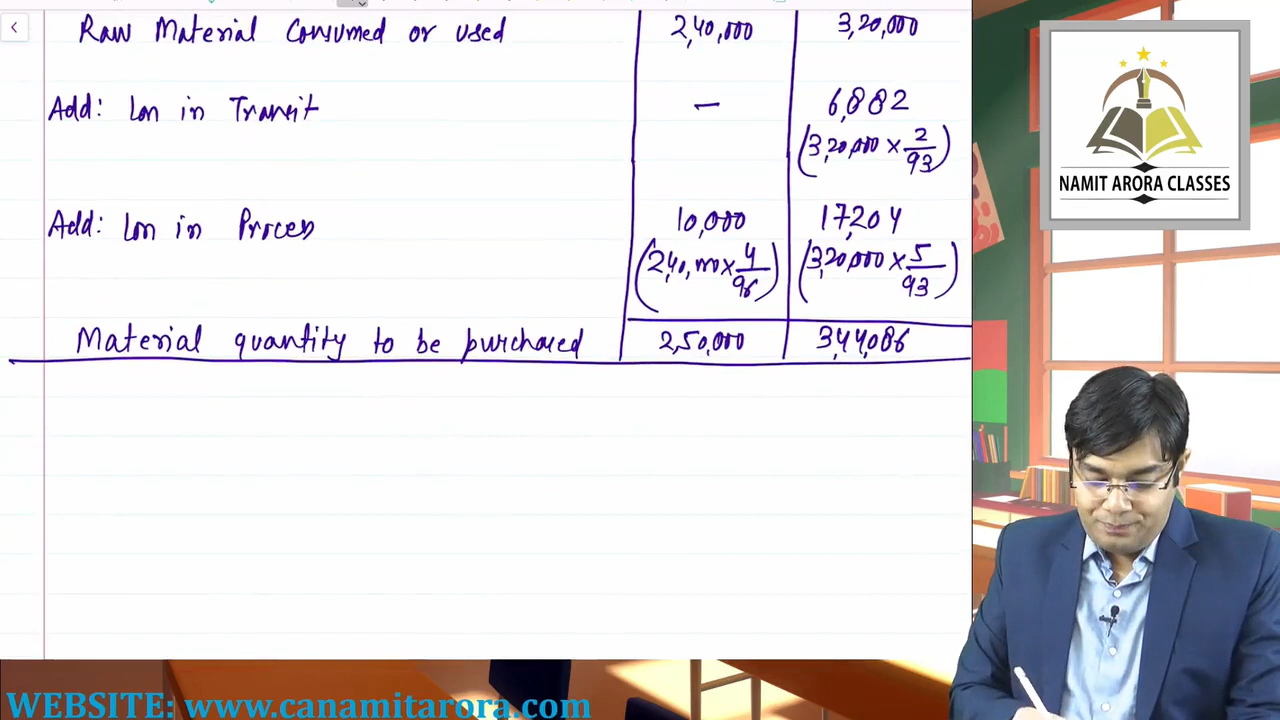 Raw Material Consumed or used 2,40,000 3,20,000
Add: Loss in Transit — 6,882
(3,20,000 × 2/93)
Add: Loss in Process 10,000 17,204
(2,40,000 × 4/96) (3,20,000 × 5/93)
Material quantity to be purchased 2,50,000 3,44,086
NAMIT ARORA CLASSES
WEBSITE: www.canamitarora.com